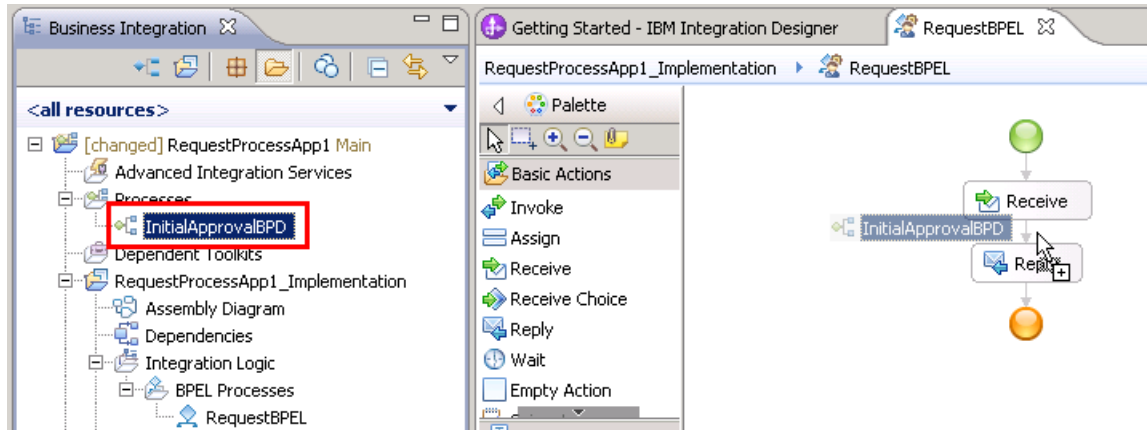 Business Integration
<all resources>
[changed] RequestProcessApp1 Main
Advanced Integration Services
Processes
InitialApprovalBPD
Dependent Toolkits
RequestProcessApp1_Implementation
Assembly Diagram
Dependencies
Integration Logic
BPEL Processes
RequestBPEL
Getting Started - IBM Integration Designer
RequestBPEL
RequestProcessApp1_Implementation
RequestBPEL
Palette
Basic Actions
Invoke
Assign
Receive
Receive Choice
Reply
Wait
Empty Action
Receive
InitialApprovalBPD
Reply